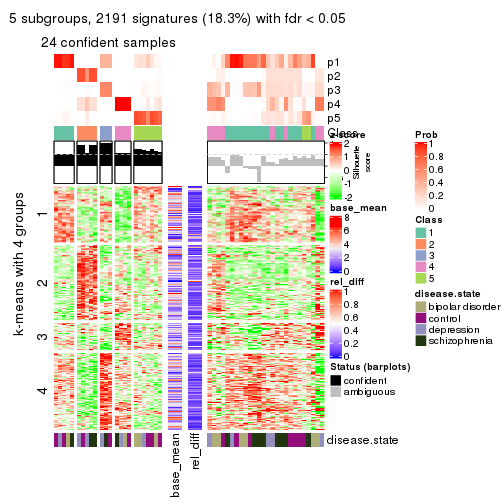 5 subgroups, 2191 signatures (18.3%) with fdr < 0.05
24 confident samples
p1
p2
p3
p4
p5
Class
z-score
2
1
0
-1
-2
Silhouette
score
Prob
1
0.8
0.6
0.4
0.2
0
base_mean
8
6
4
2
0
Class
1
2
3
4
5
rel_diff
1
0.8
0.6
0.4
0.2
0
disease.state
bipolar disorder
control
depression
schizophrenia
Status (barplots)
confident
ambiguous
k-means with 4 groups
1
2
3
4
disease.state
base_mean
rel_diff